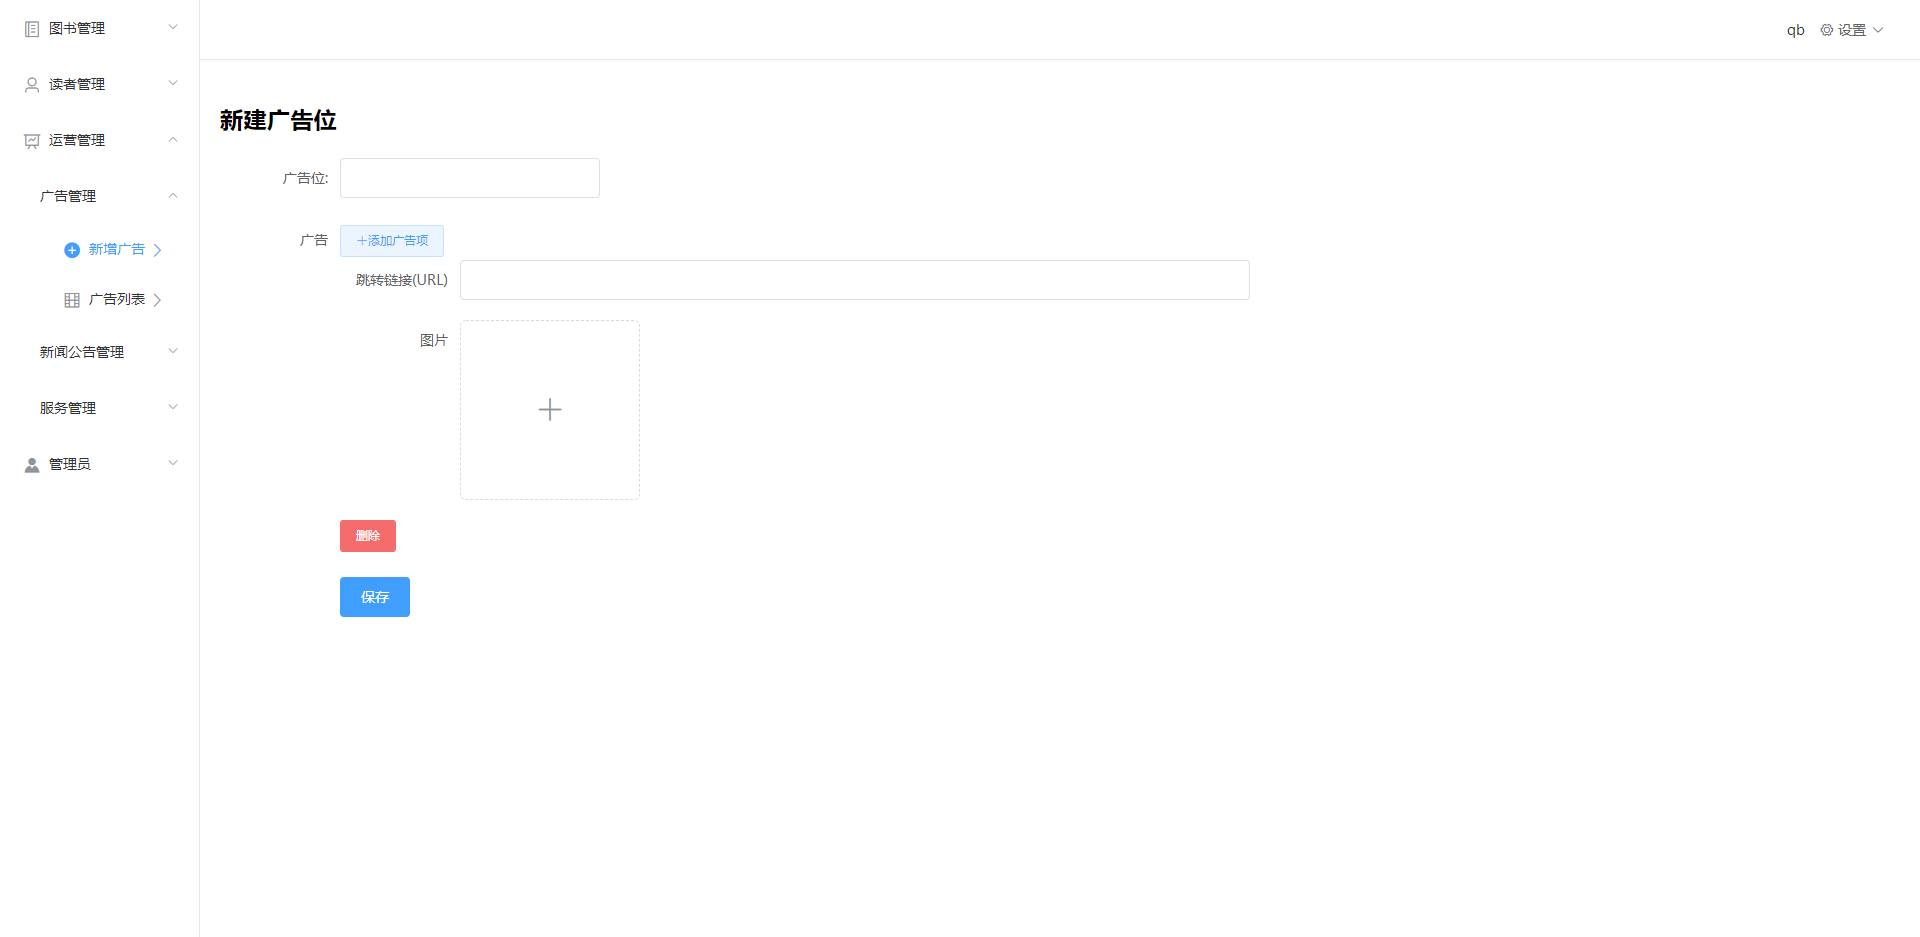 图书管理
读者管理
运营管理
广告管理
新增广告
广告列表
新闻公告管理
服务管理
管理员
qb 设置
新建广告位
广告位:
广告 +添加广告项
跳转链接(URL)
图片
删除
保存